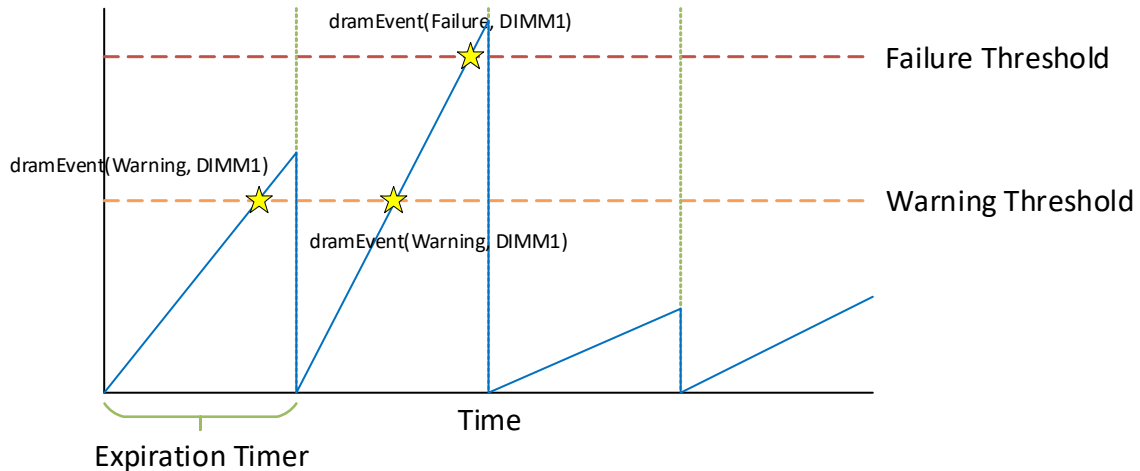 dramEvent(Failure, DIMM1)
Failure Threshold
dramEvent(Warning, DIMM1)
Warning Threshold
dramEvent(Warning, DIMM1)
Time
Expiration Timer